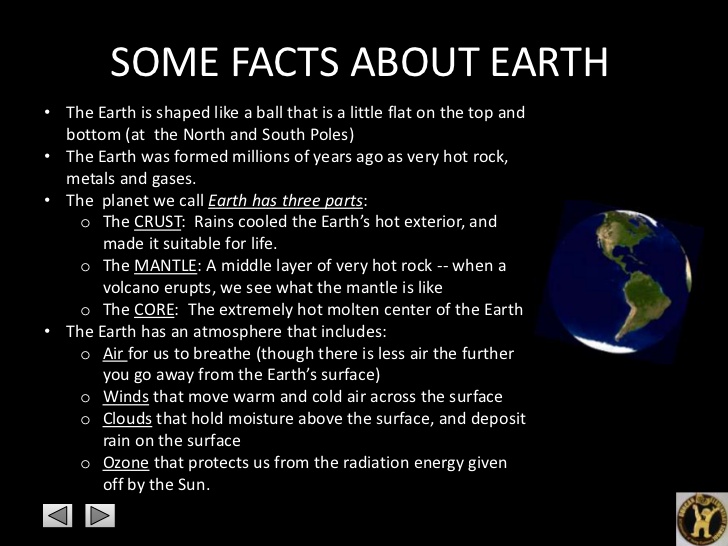 SOME FACTS ABOUT EARTH
• The Earth is shaped like a ball that is a little flat on the top and
bottom (at the North and South Poles)
• The Earth was formed millions of years ago as very hot rock,
metals and gases.
• The planet we call Earth has three parts:
o The CRUST: Rains cooled the Earth's hot exterior, and
made it suitable for life.
o The MANTLE: A middle layer of very hot rock -- when a
volcano erupts, we see what the mantle is like
o The CORE: The extremely hot molten center of the Earth
• The Earth has an atmosphere that includes:
o Air for us to breathe (though there is less air the further
you go away from the Earth's surface)
o Winds that move warm and cold air across the surface
o Clouds that hold moisture above the surface, and deposit
rain on the surface
o Ozone that protects us from the radiation energy given
off by the Sun.